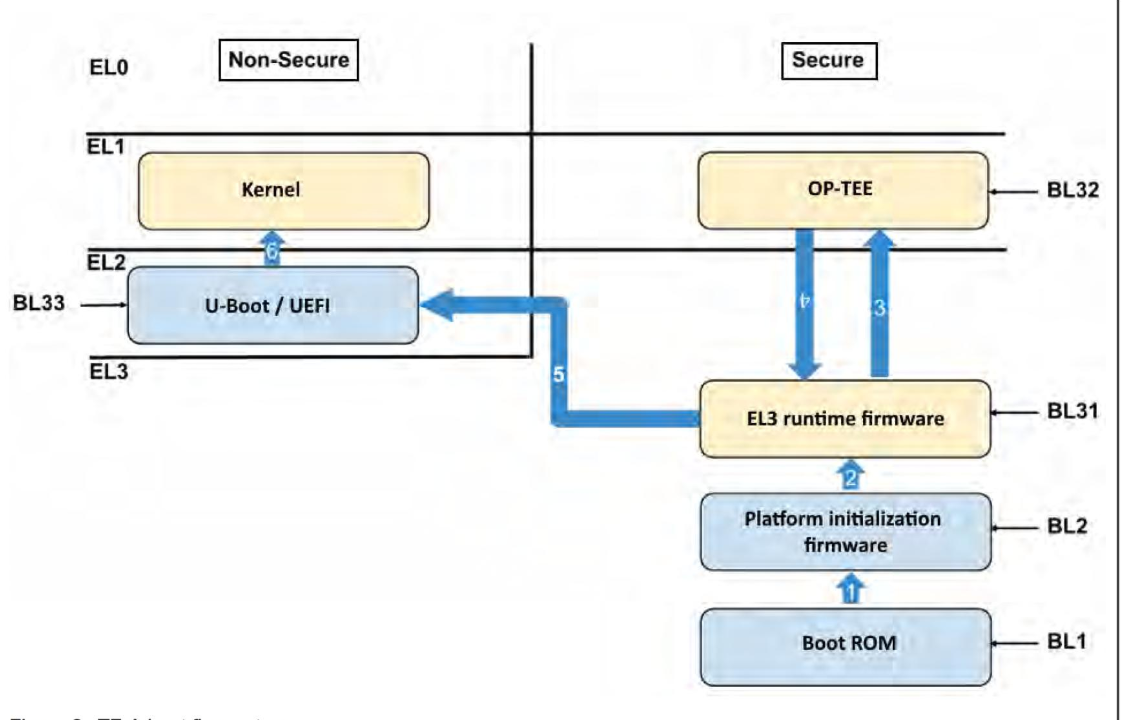 Non-Secure
Secure
EL0
EL1
Kernel
OP-TEE
BL32
6
EL2
BL33
U-Boot / UEFI
4
3
EL3
5
EL3 runtime firmware
BL31
2
Platform initialization
firmware
BL2
1
Boot ROM
BL1